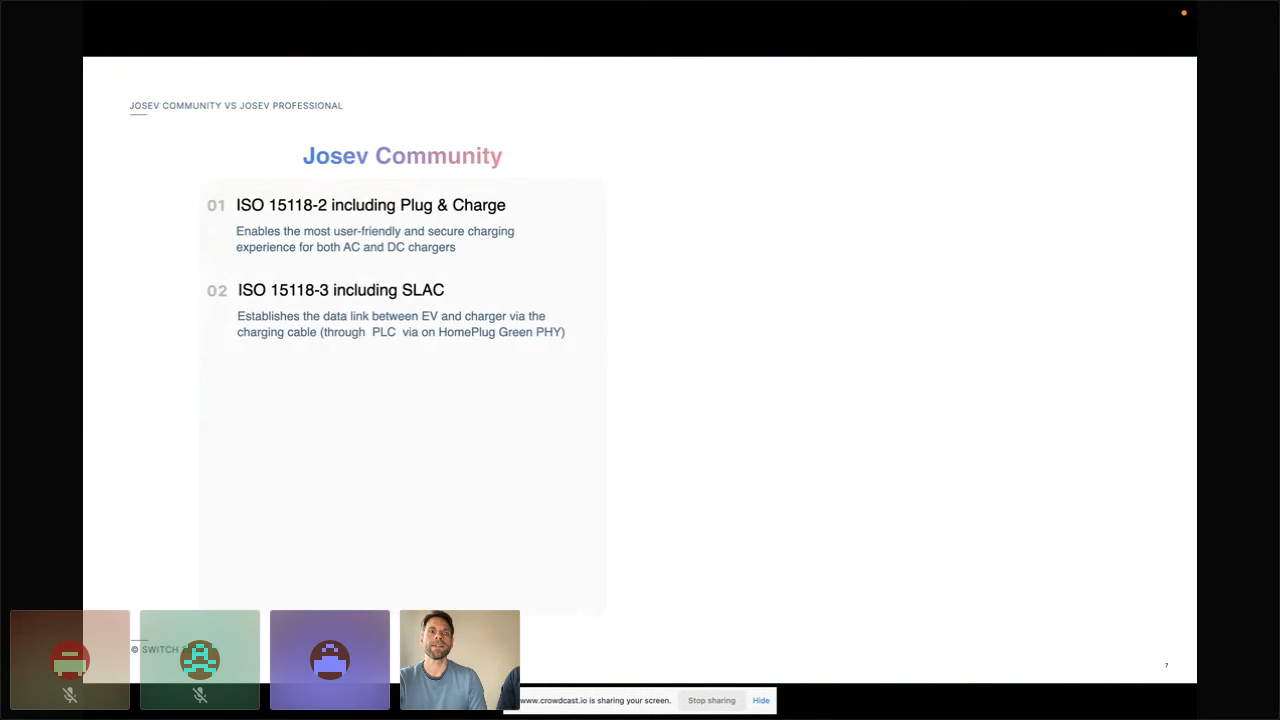 JOSEV COMMUNITY VS JOSEV PROFESSIONAL
Josev Community
01 ISO 15118-2 including Plug & Charge
Enables the most user-friendly and secure charging
experience for both AC and DC chargers
02 ISO 15118-3 including SLAC
Establishes the data link between EV and charger via the
charging cable (through PLC via on HomePlug Green PHY)
© SWITCH
7
www.crowdcast.io is sharing your screen. Stop sharing Hide